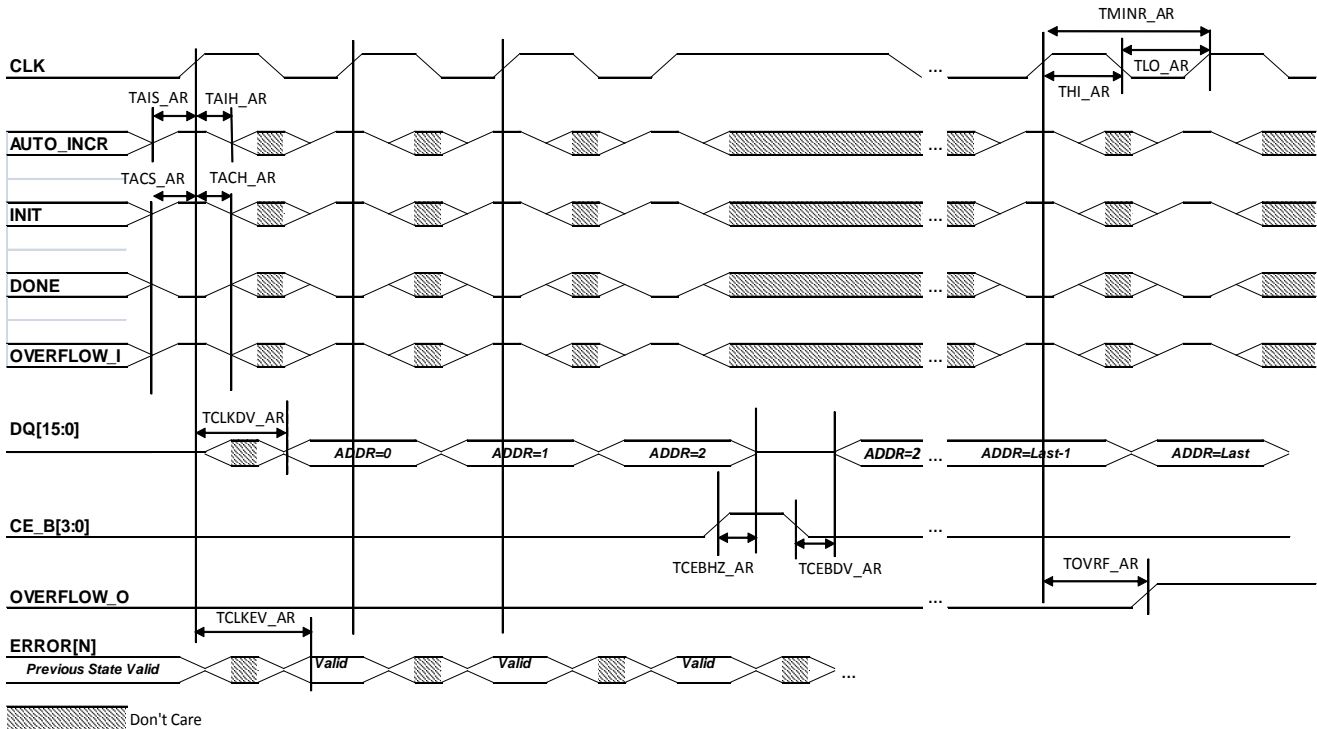 TMINR_AR
CLK
...
TLO_AR
THI_AR
TAIS_AR TAIH_AR
AUTO_INCR
...
TACS_AR TACH_AR
INIT
...
DONE
...
OVERFLOW_I
...
TCLKDV_AR
DQ[15:0]
ADDR=0 ADDR=1 ADDR=2 ADDR=2 ... ADDR=Last-1 ADDR=Last
CE_B[3:0]
...
TCEBHZ_AR TCEBDV_AR TOVRF_AR
OVERFLOW_O
...
TCLKEV_AR
ERROR[N]
Previous State Valid Valid Valid Valid ...
Don't Care